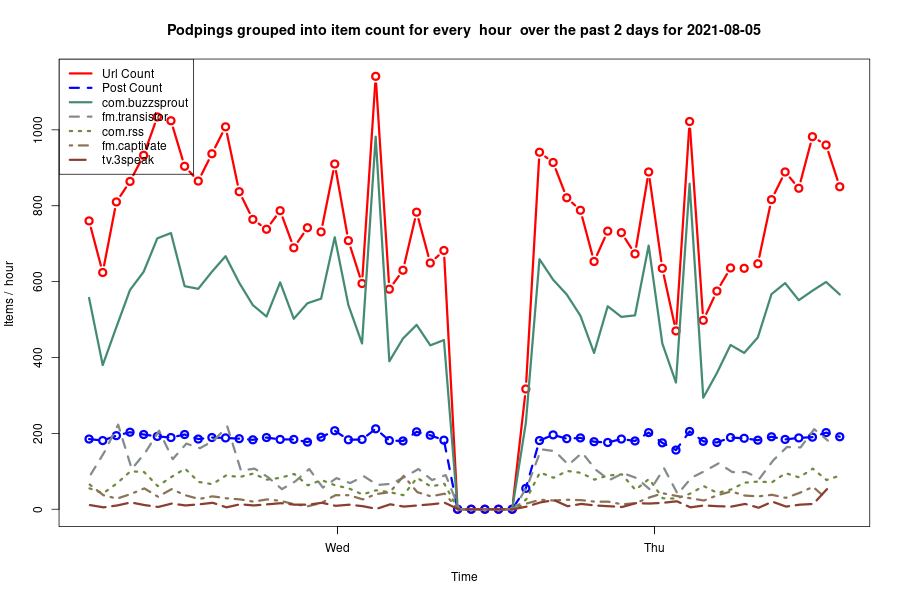 Podpings grouped into item count for every  hour  over the past 2 days for 2021-08-05
Url Count
Post Count
com.buzzsprout
fm.transistor
com.rss
fm.captivate
tv.3speak
Items /  hour
1000
800
600
400
200
0
Wed
Thu
Time